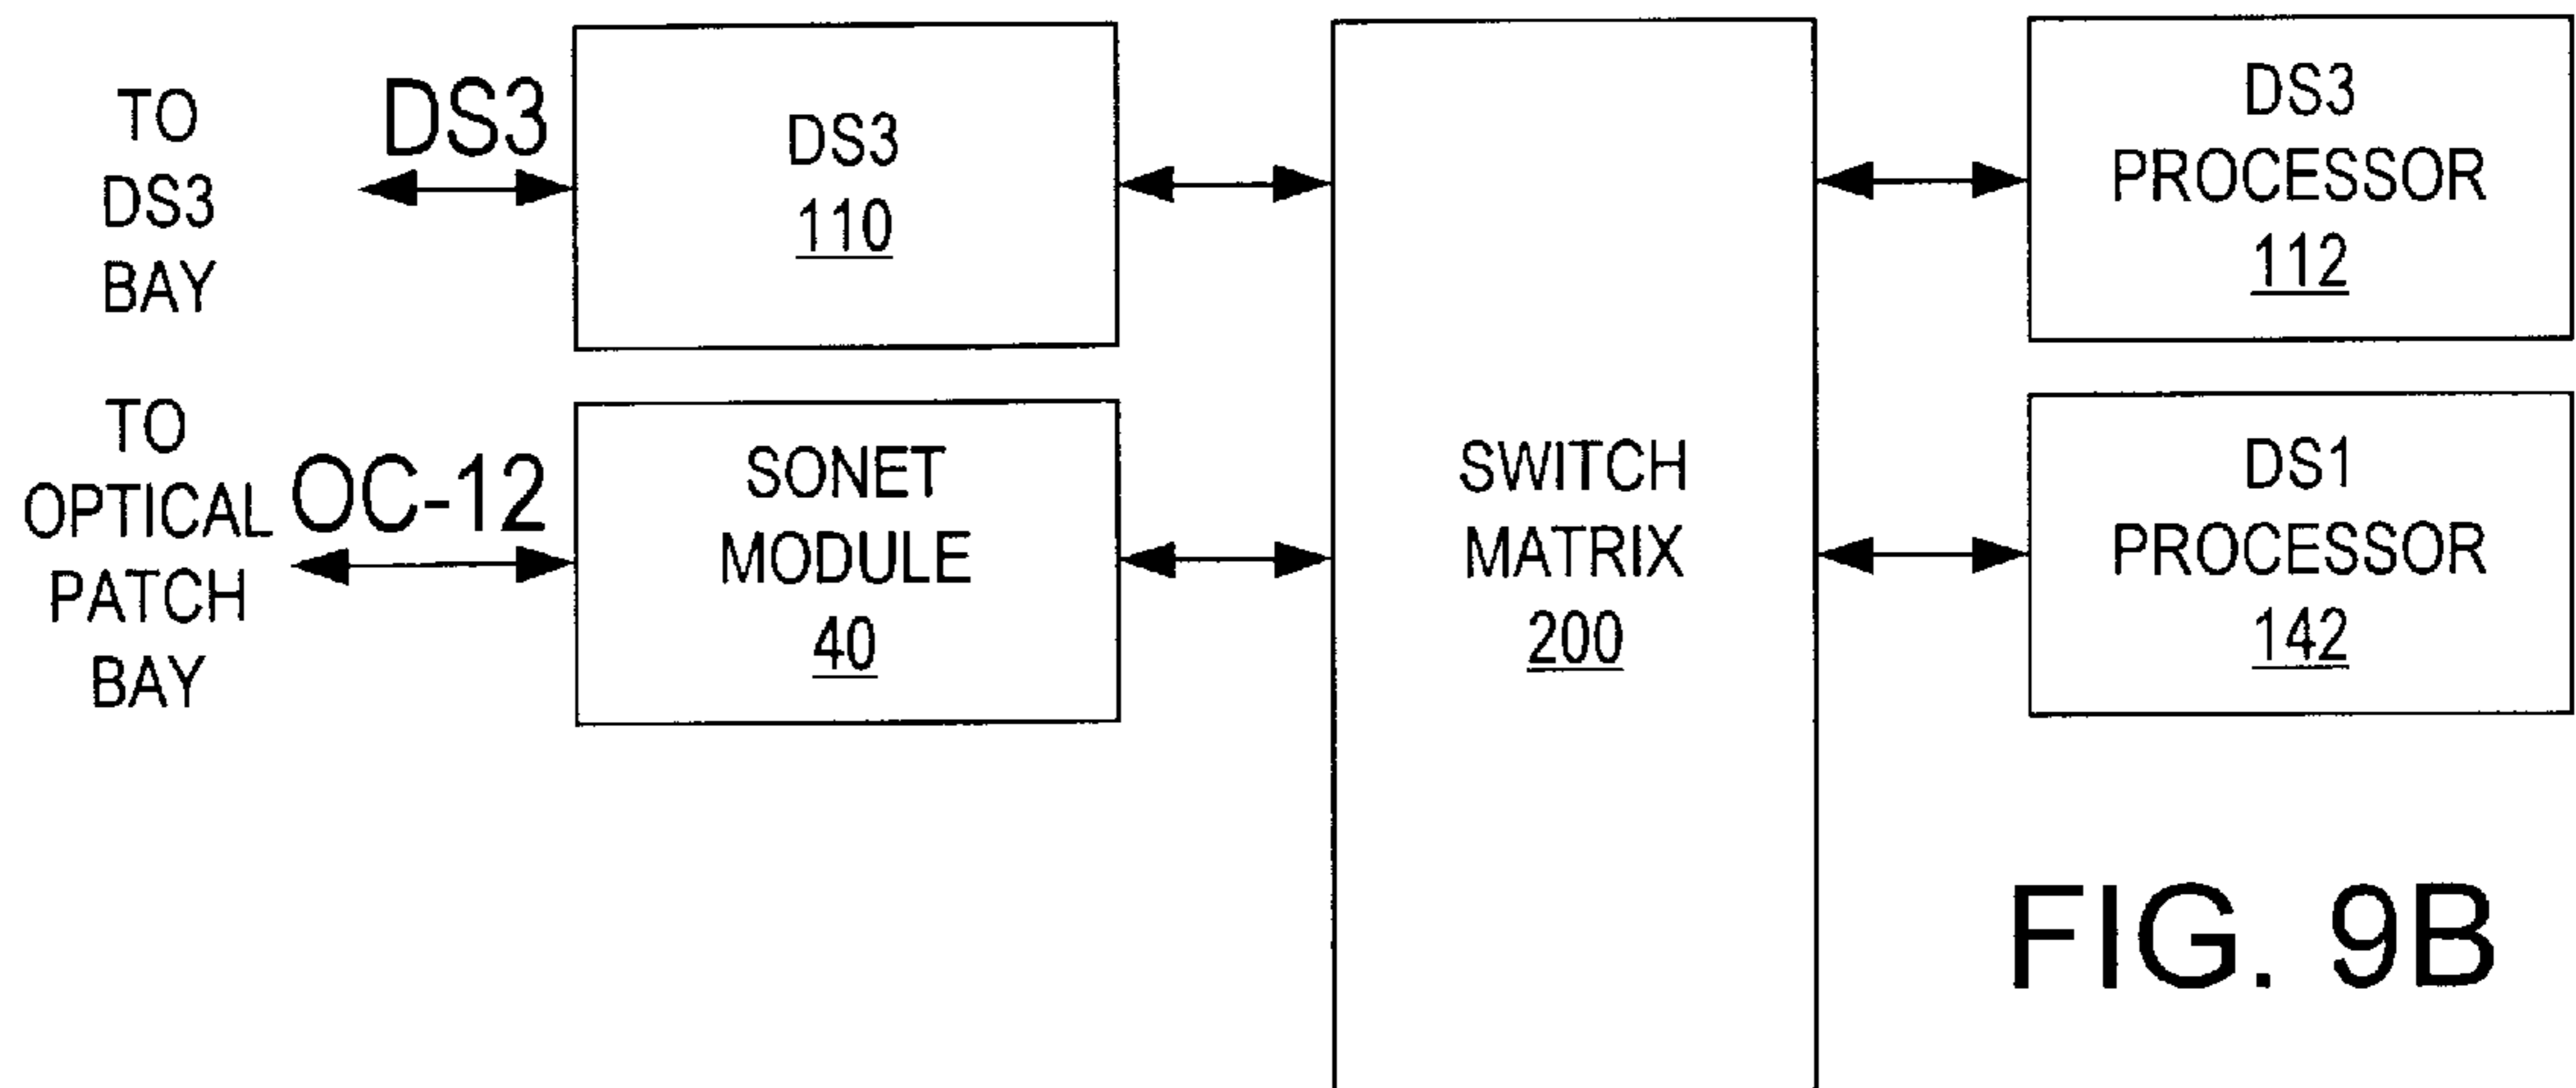 TO
DS3
BAY
DS3
DS3
110
TO
OPTICAL
PATCH
BAY
OC-12
SONET
MODULE
40
SWITCH
MATRIX
200
DS3
PROCESSOR
112
DS1
PROCESSOR
142
FIG. 9B